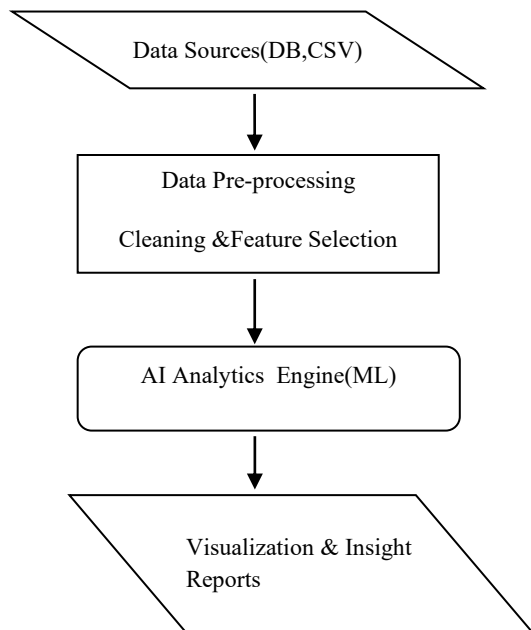 Data Sources(DB,CSV)
Data Pre-processing
Cleaning &Feature Selection
AI Analytics  Engine(ML)
Visualization & Insight
Reports